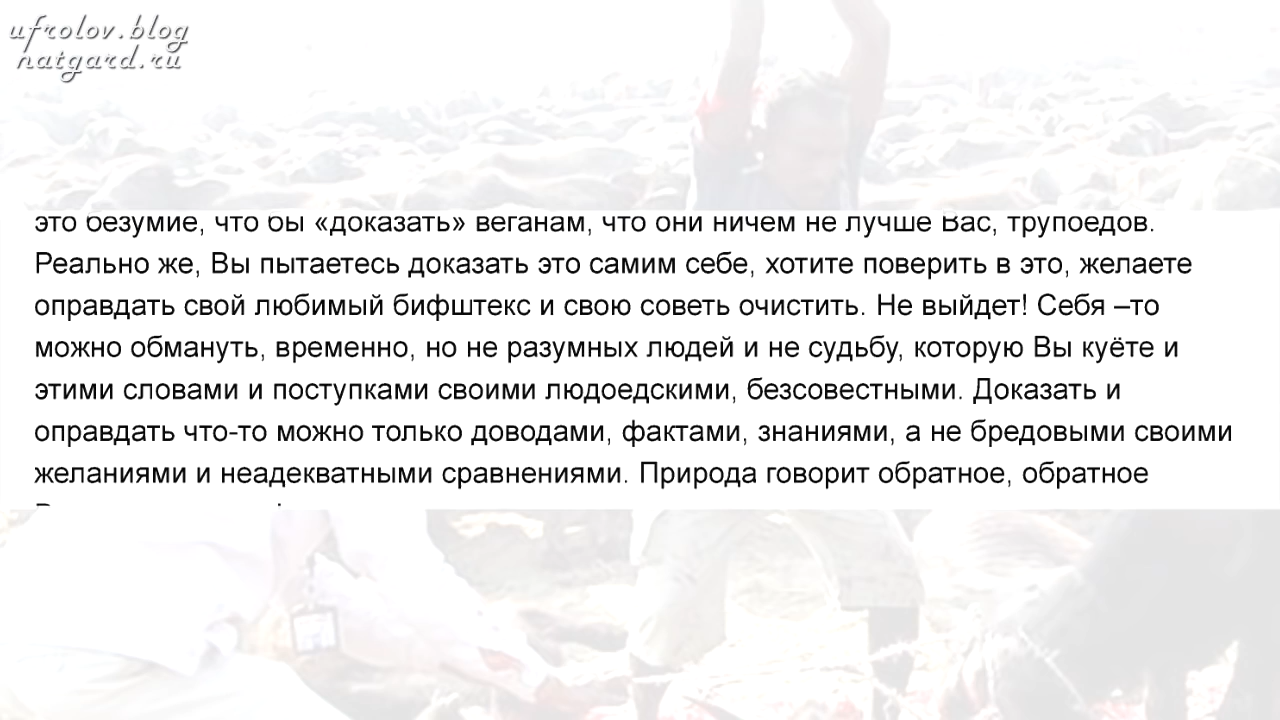 ufrolov.blog
hatgard.ru
это безумие, что бы «доказать» веганам, что они ничем не лучше Вас, трупоедов.
Реально же, Вы пытаетесь доказать это самим себе, хотите поверить в это, желаете
оправдать свой любимый бифштекс и свою советь очистить. Не выйдет! Себя –то
можно обмануть, временно, но не разумных людей и не судьбу, которую Вы куёте и
этими словами и поступками своими людоедскими, безсовестными. Доказать и
оправдать что-то можно только доводами, фактами, знаниями, а не бредовыми своими
желаниями и неадекватными сравнениями. Природа говорит обратное, обратное